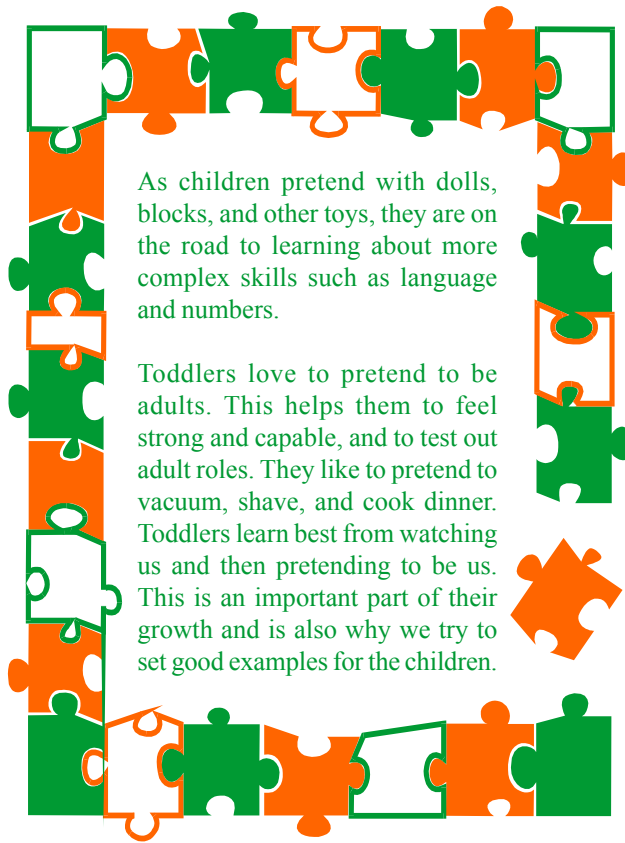 As children pretend with dolls,
blocks, and other toys, they are on
the road to learning about more
complex skills such as language
and numbers.
Toddlers love to pretend to be
adults. This helps them to feel
strong and capable, and to test out
adult roles. They like to pretend to
vacuum, shave, and cook dinner.
Toddlers learn best from watching
us and then pretending to be us.
This is an important part of their
growth and is also why we try to
set good examples for the children.